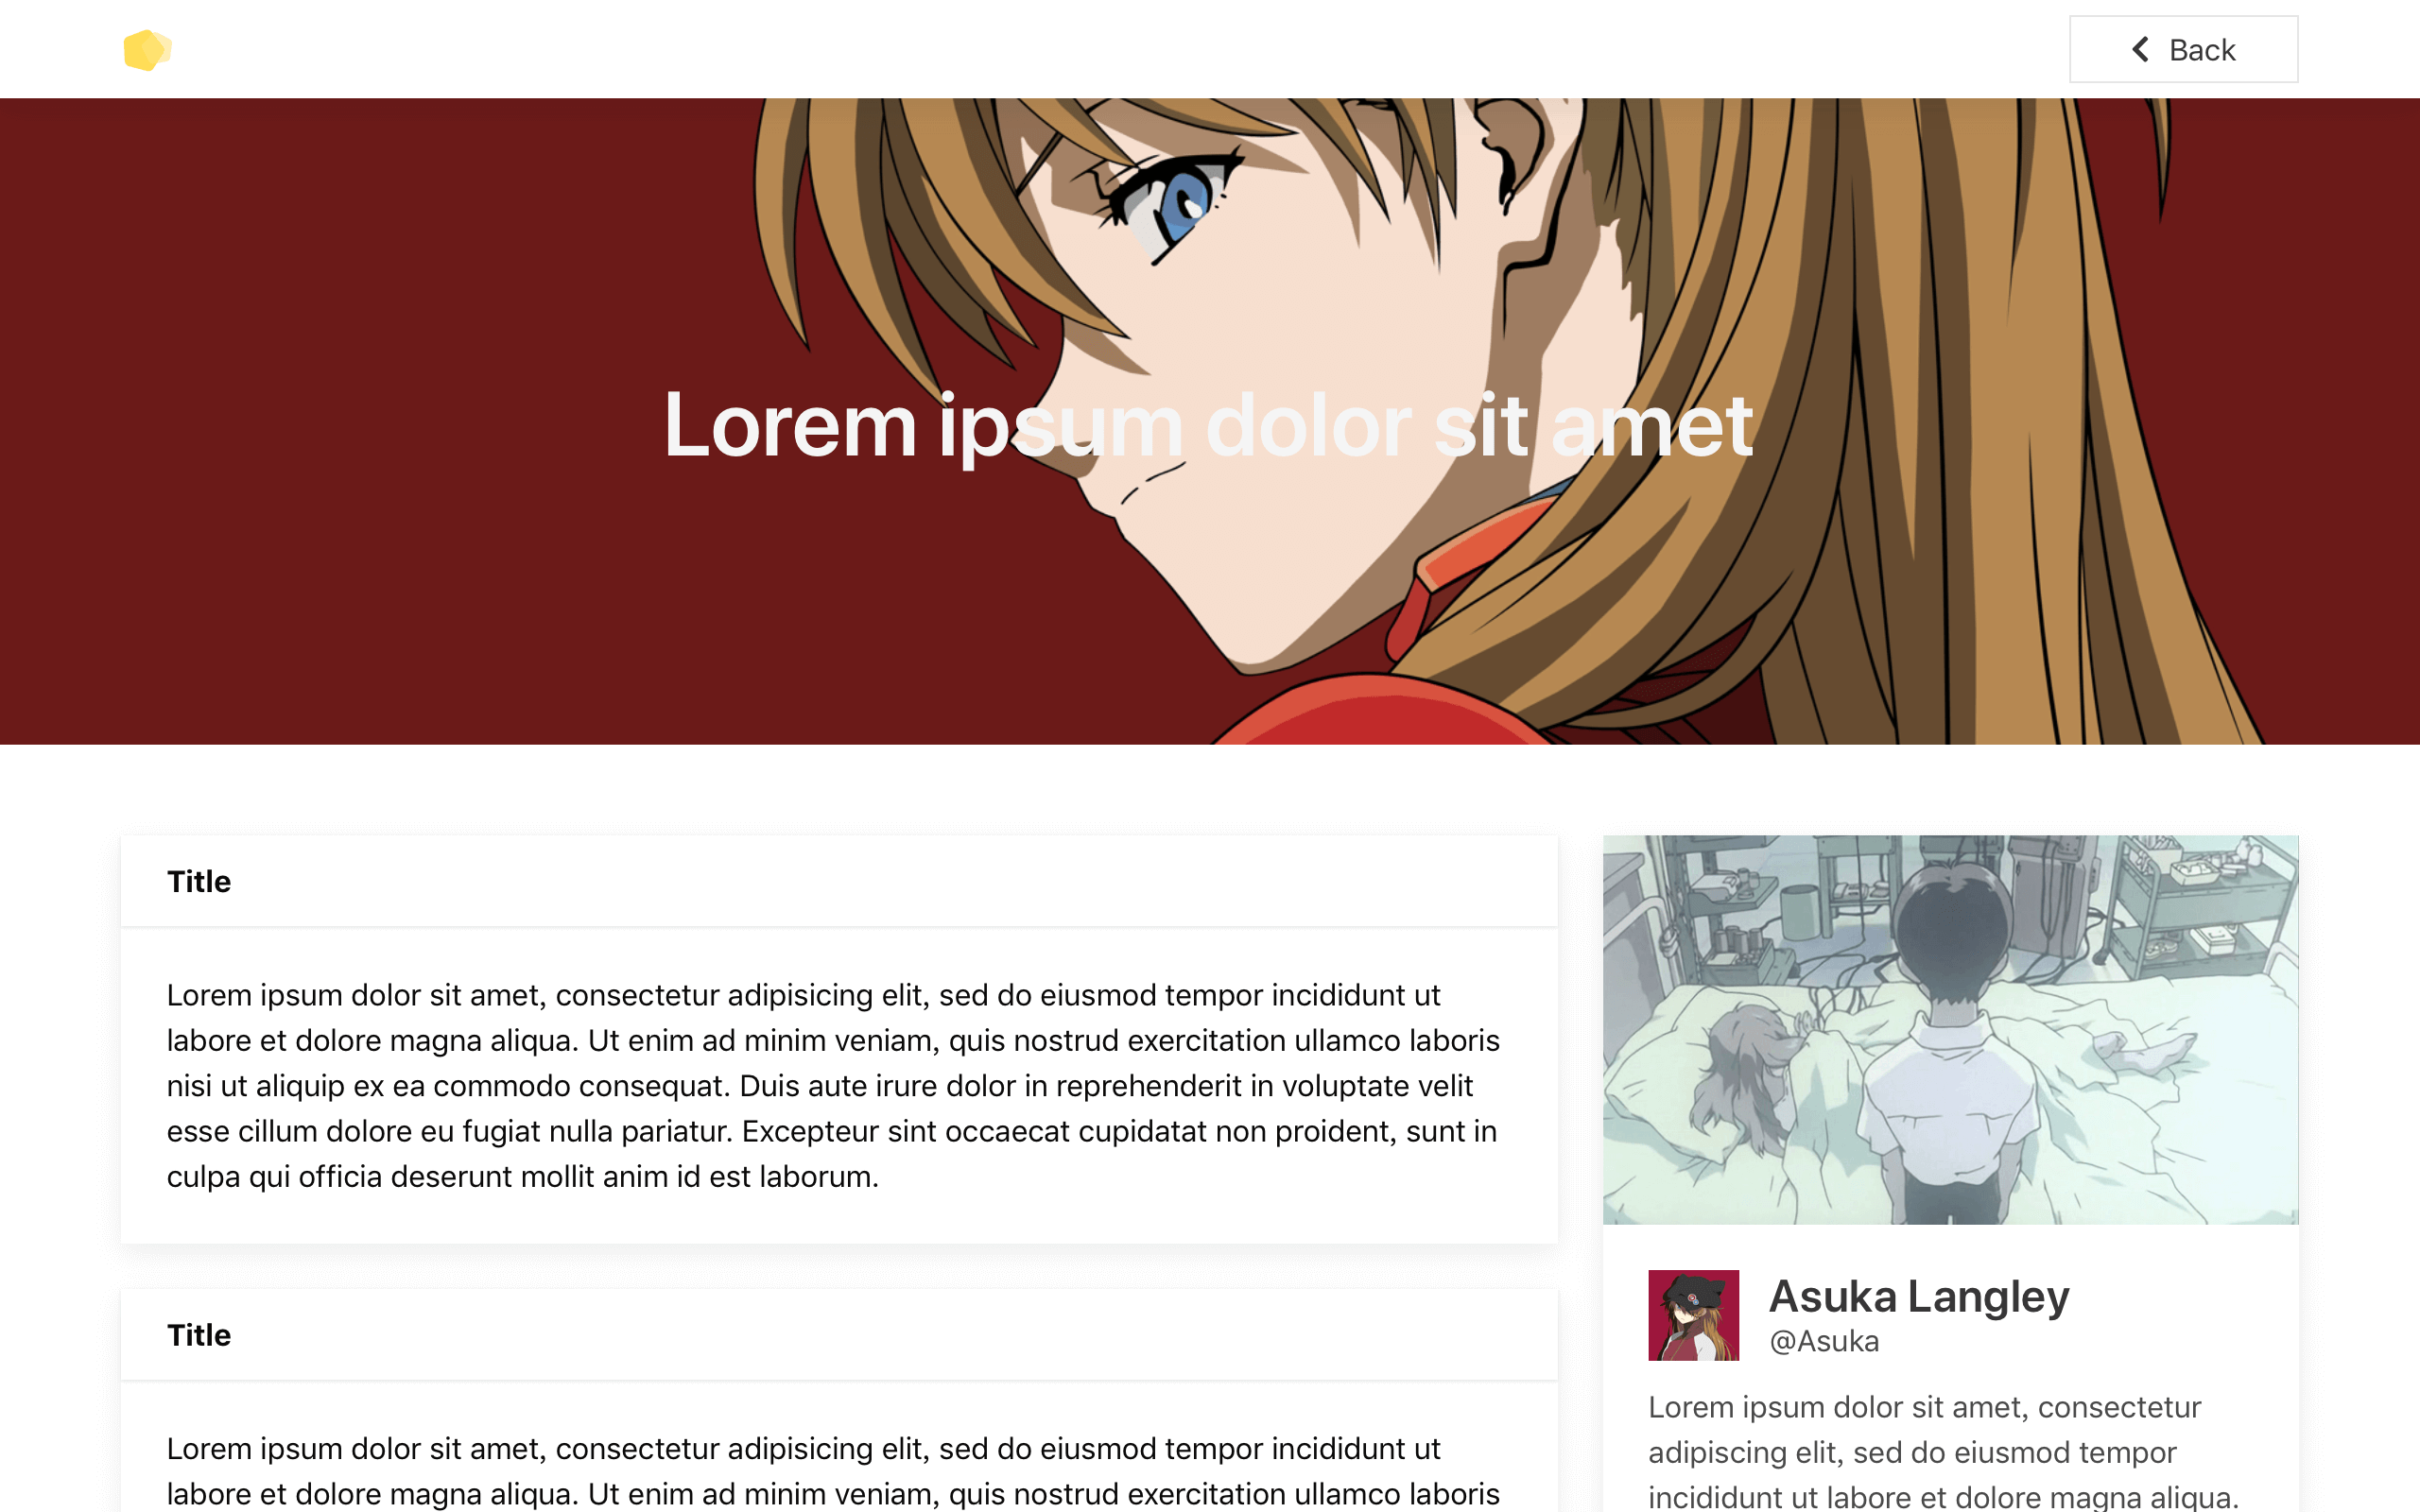 Back
Lorem ipsum dolor sit amet
Title
Lorem ipsum dolor sit amet, consectetur adipisicing elit, sed do eiusmod tempor incididunt ut
labore et dolore magna aliqua. Ut enim ad minim veniam, quis nostrud exercitation ullamco laboris
nisi ut aliquip ex ea commodo consequat. Duis aute irure dolor in reprehenderit in voluptate velit
esse cillum dolore eu fugiat nulla pariatur. Excepteur sint occaecat cupidatat non proident, sunt in
culpa qui officia deserunt mollit anim id est laborum.
Title
Lorem ipsum dolor sit amet, consectetur adipisicing elit, sed do eiusmod tempor incididunt ut
labore et dolore magna aliqua. Ut enim ad minim veniam, quis nostrud exercitation ullamco laboris
Asuka Langley
@Asuka
Lorem ipsum dolor sit amet, consectetur
adipiscing elit, sed do eiusmod tempor
incididunt ut labore et dolore magna aliqua.